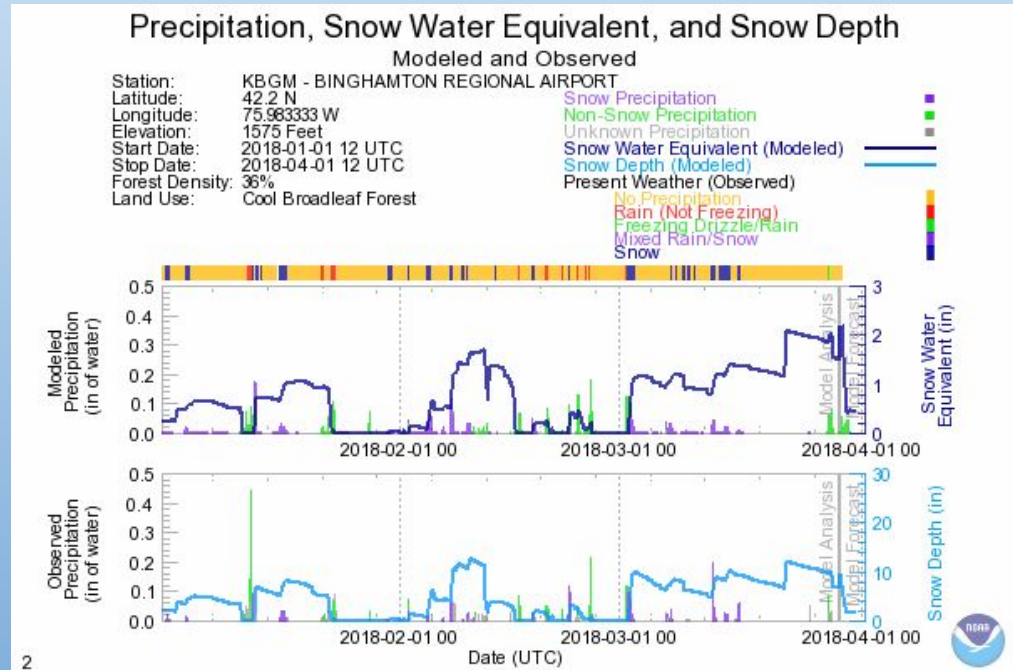 Precipitation, Snow Water Equivalent, and Snow Depth
Modeled and Observed
Station: KBGM - BINGHAMTON REGIONAL AIRPORT
Latitude: 42.2 N
Longitude: 75.983333 W
Elevation: 1575 Feet
Start Date: 2018-01-01 12 UTC
Stop Date: 2018-04-01 12 UTC
Forest Density: 36%
Land Use: Cool Broadleaf Forest
Snow Precipitation
Non-Snow Precipitation
Unknown Precipitation
Snow Water Equivalent (Modeled)
Snow Depth (Modeled)
Present Weather (Observed)
No Precipitation
Rain (Not Freezing)
Freezing Drizzle/Rain
Mixed Rain/Snow
Snow
Modeled
Precipitation
(in of water)
0.5
0.4
0.3
0.2
0.1
0.0
Model Analysis
Model Forecast
3
2
1
0
Snow Water
Equivalent (in)
2018-02-01 00
2018-03-01 00
2018-04-01 00
Observed
Precipitation
(in of water)
0.5
0.4
0.3
0.2
0.1
0.0
Model Analysis
Model Forecast
30
20
10
0
Snow Depth (in)
2018-02-01 00
2018-03-01 00
2018-04-01 00
Date (UTC)
NOAA
2